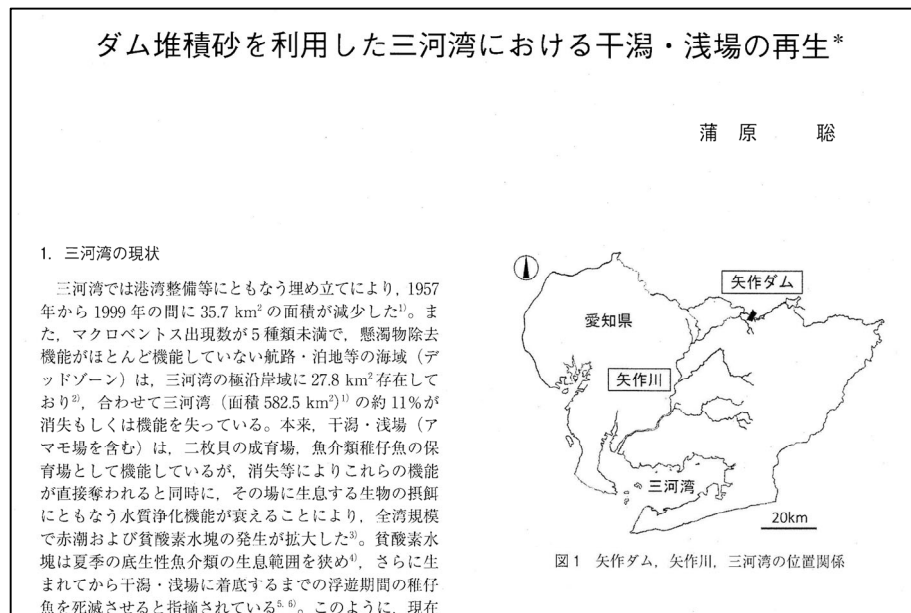 ダム堆積砂を利用した三河湾における干潟・浅場の再生*
蒲原 聡
1. 三河湾の現状
三河湾では港湾整備等にともなう埋め立てにより，1957
年から 1999 年の間に 35.7 km²の面積が減少した¹⁾。ま
た，マクロベントス出現数が5種類未満で，懸濁物除去
機能がほとんど機能していない航路・泊地等の海域（デ
ッドゾーン）は，三河湾の極沿岸域に 27.8 km²存在して
おり²⁾，合わせて三河湾（面積 582.5 km²)¹⁾ の約 11%が
消失もしくは機能を失っている。本来，干潟・浅場（ア
マモ場を含む）は，二枚貝の成育場，魚介類稚仔魚の保
育場として機能しているが，消失等によりこれらの機能
が直接奪われると同時に，その場に生息する生物の摂餌
にともなう水質浄化機能が衰えることにより，全湾規模
で赤潮および貧酸素水塊の発生が拡大した³⁾。貧酸素水
塊は夏季の底生性魚介類の生息範囲を狭め⁴⁾，さらに生
まれてから干潟・浅場に着底するまでの浮遊期間の稚仔
魚を死滅させると指摘されている⁵·⁶⁾。このように，現在
矢作ダム
愛知県
矢作川
三河湾
20km
図1 矢作ダム，矢作川，三河湾の位置関係